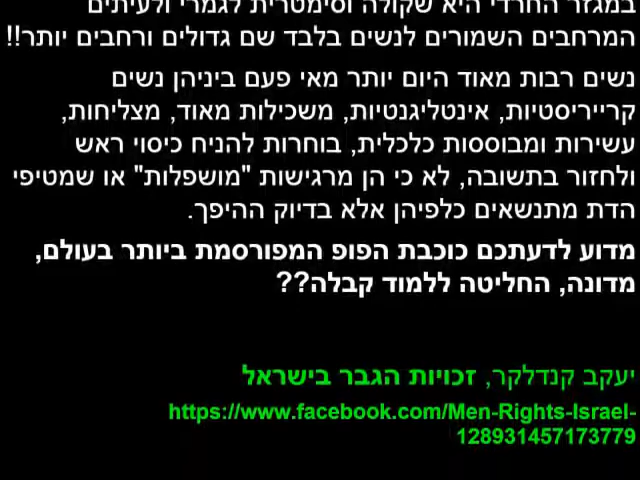 במגזר החרדי היא שקולה וסימטרית לגמרי ולעיתים
המרחבים השמורים לנשים בלבד שם גדולים ורחבים יותר!!
נשים רבות מאוד היום יותר מאי פעם ביניהן נשים
קרייריסטיות, אינטליגנטיות, משכילות מאוד, מצליחות,
עשירות ומבוססות כלכלית, בוחרות להניח כיסוי ראש
ולחזור בתשובה, לא כי הן מרגישות "מושפלות" או שמטיפי
הדת מתנשאים כלפיהן אלא בדיוק ההיפך.
מדוע לדעתכם כוכבת הפופ המפורסמת ביותר בעולם,
מדונה, החליטה ללמוד קבלה??
יעקב קנדלקר, זכויות הגבר בישראל
https://www.facebook.com/Men-Rights-Israel-
128931457173779